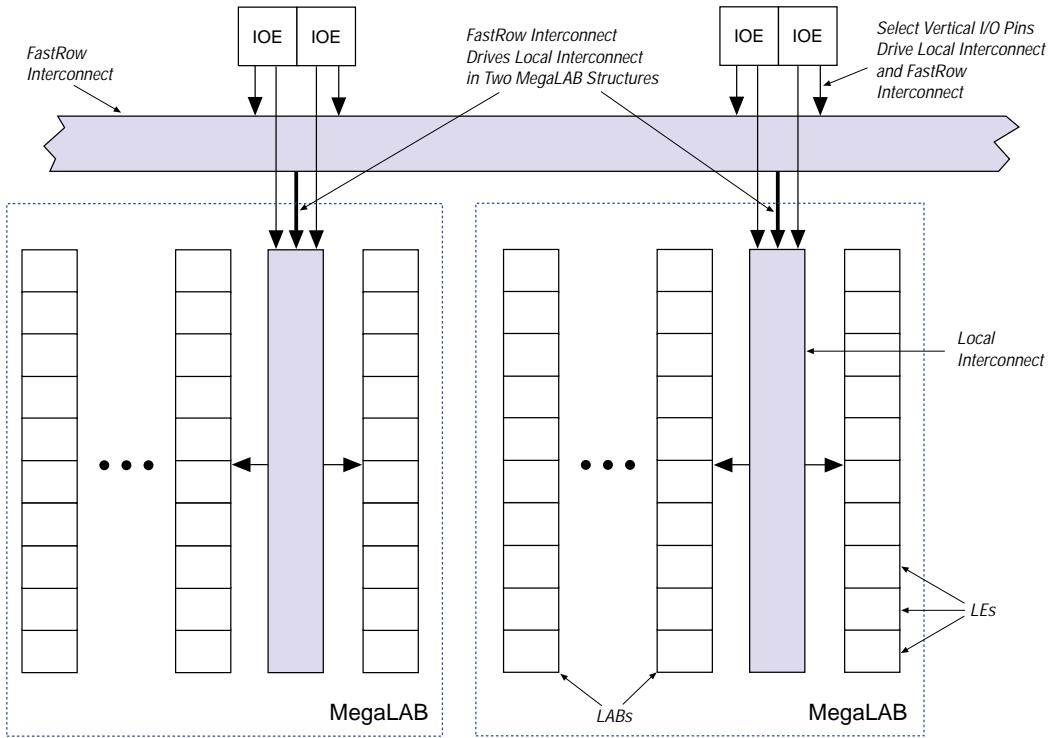 IOE IOE
IOE IOE
FastRow
Interconnect
FastRow Interconnect
Drives Local Interconnect
in Two MegaLAB Structures
Select Vertical I/O Pins
Drive Local Interconnect
and FastRow
Interconnect
Local
Interconnect
LEs
LABs
MegaLAB
MegaLAB